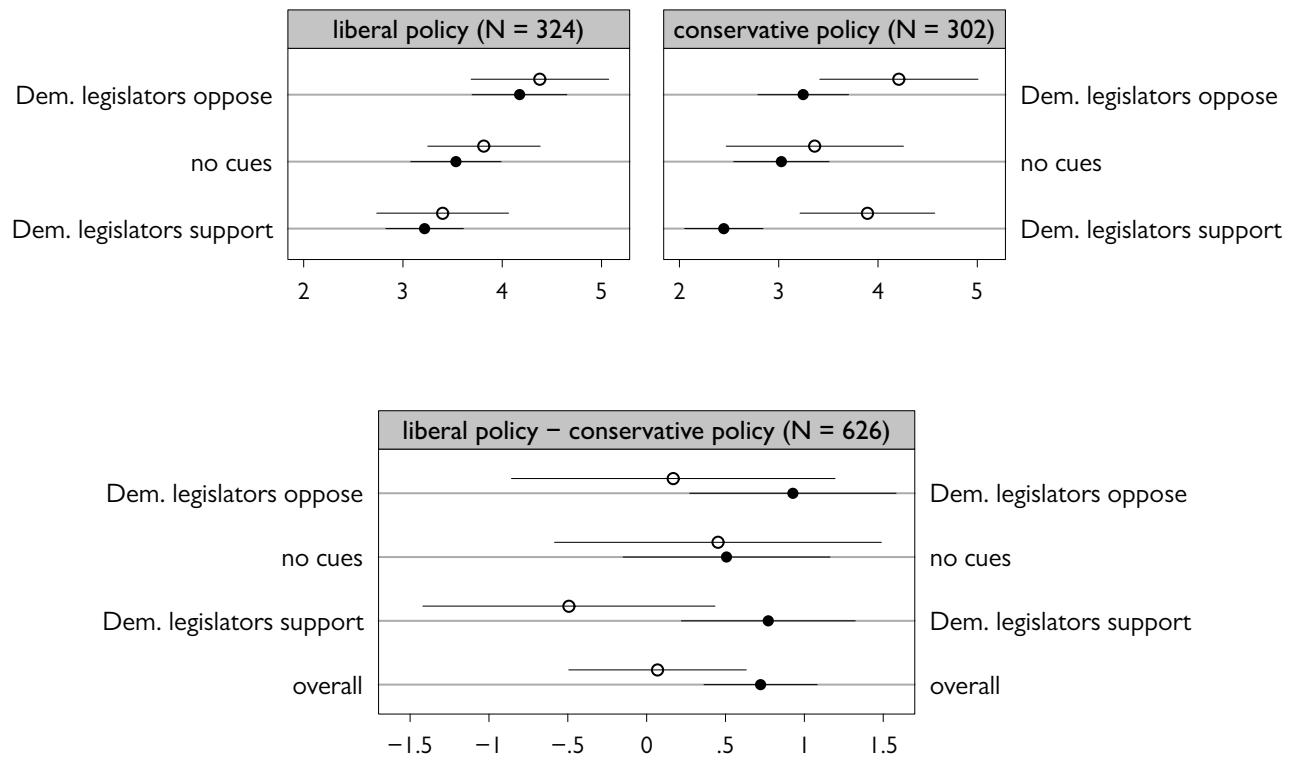 liberal policy (N = 324)
conservative policy (N = 302)
Dem. legislators oppose
Dem. legislators oppose
no cues
no cues
Dem. legislators support
Dem. legislators support
2 3 4 5
2 3 4 5
liberal policy − conservative policy (N = 626)
Dem. legislators oppose
Dem. legislators oppose
no cues
no cues
Dem. legislators support
Dem. legislators support
overall
overall
−1.5 −1 −.5 0 .5 1 1.5